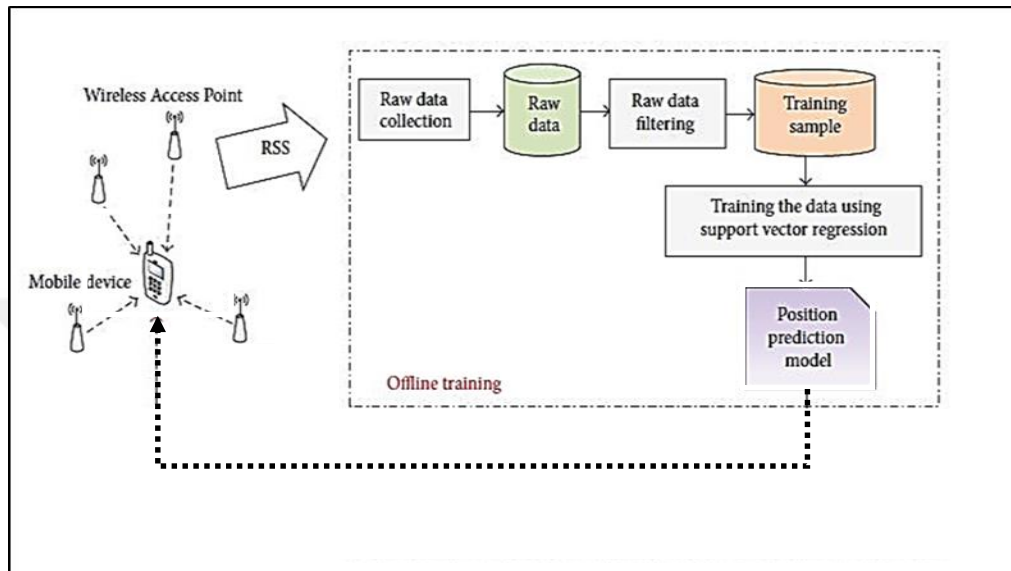 Wireless Access Point
RSS
Mobile device
Raw data
collection
Raw
data
Raw data
filtering
Training
sample
Training the data using
support vector regression
Position
prediction
model
Offline training